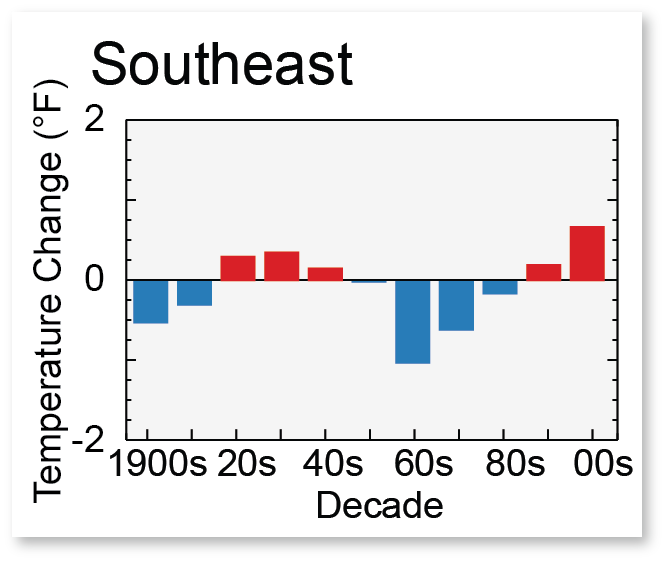 Southeast
Temperature Change (°F)
2
0
-2
1900s 20s 40s 60s 80s 00s
Decade